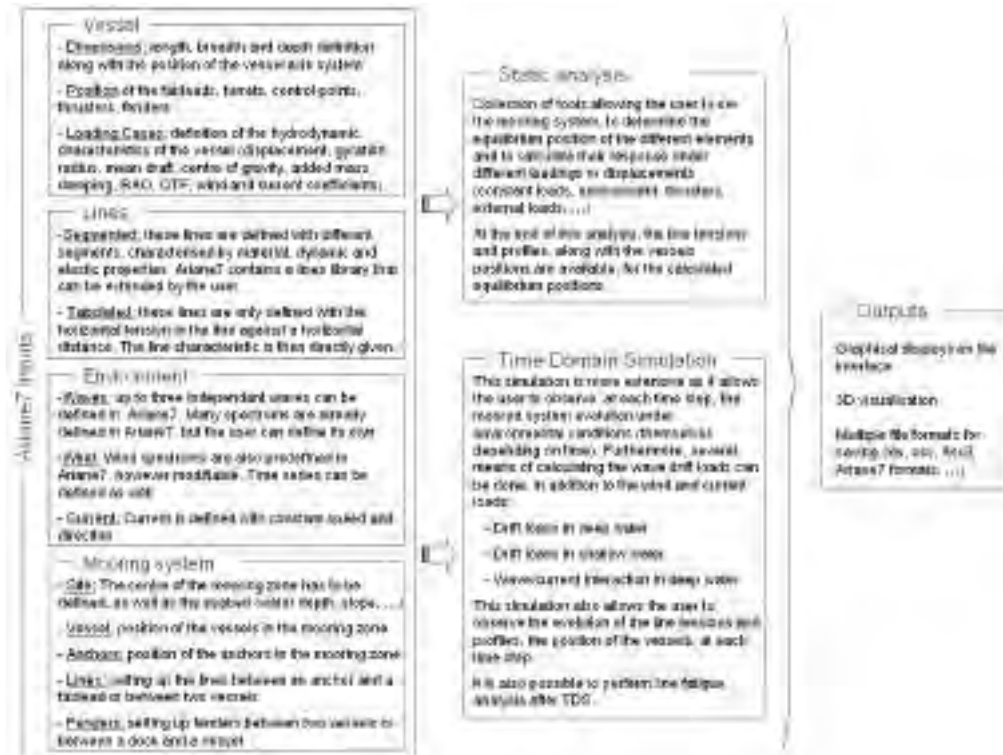 Ariane7 Inputs
Vessel
- Dimensions: length, breadth and depth definition
along with the position of the vessel axis system
- Position of the fairleads, turrets, control points,
thrusters, fenders
- Loading Cases: definition of the hydrodynamic
characteristics of the vessel (displacement, gyration
radius, mean draft, centre of gravity, added mass
damping, RAO, QTF, wind and current coefficients)
Lines
- Segmented: these lines are defined with different
segments, characterised by material, dynamic and
elastic properties. Ariane7 contains a lines library that
can be extended by the user
- Tabulated: these lines are only defined with the
horizontal tension in the line against a horizontal
distance. The line characteristic is then directly given.
Environment
- Waves: up to three independent waves can be
defined in Ariane7. Many spectrums are already
defined in Ariane7, but the user can define its own
- Wind: Wind spectrums are also predefined in
Ariane7, however modifiable. Time series can be
defined as well
- Current: Current is defined with constant speed and
direction
Mooring system
- Site: The centre of the mooring zone has to be
defined, as well as the seabed water depth, slope, ...)
- Vessel: position of the vessels in the mooring zone
- Anchors: position of the anchors in the mooring zone
- Lines: setting up the lines between an anchor and a
fairlead or between two vessels
- Fenders: setting up fenders between two vessels or
between a dock and a vessel
Static analysis
Collection of tools allowing the user to set
the mooring system, to determine the
equilibrium position of the different elements
and to calculate their response under
different loadings or displacements
(constant loads, environment, thrusters,
external loads, ...)
At the end of this analysis, the line tensions
and profiles, along with the vessels
positions are available, for the calculated
equilibrium positions
Time Domain Simulation
This simulation is more extensive as it allows
the user to observe, at each time step, the
moored system evolution under
environmental conditions (themselves
depending on time). Furthermore, several
means of calculating the wave drift loads can
be done, in addition to the wind and current
loads:
- Drift loads in deep water
- Drift loads in shallow water
- Wave/current interaction in deep water
This simulation also allows the user to
observe the evolution of the line tensions and
profiles, the position of the vessels, at each
time step
It is also possible to perform line fatigue
analysis after TDS.
Outputs
Graphical displays on the
interface
3D visualisation
Multiple file formats for
saving (xls, csv, Ascii,
Ariane7 formats, ...)